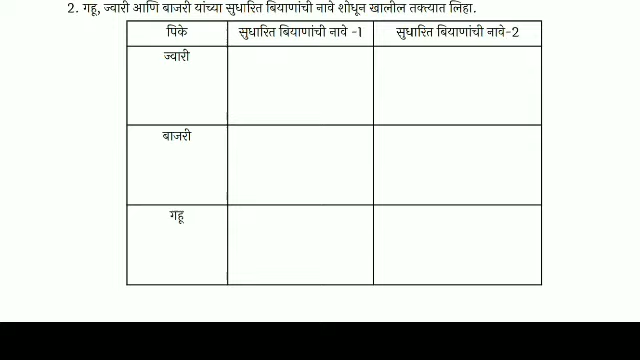 2. गहू, ज्वारी आणि बाजरी यांच्या सुधारित बियाणांची नावे शोधून खालील तक्त्यात लिहा.
पिके सुधारित बियाणांची नावे -1 सुधारित बियाणांची नावे-2
ज्वारी
बाजरी
गहू